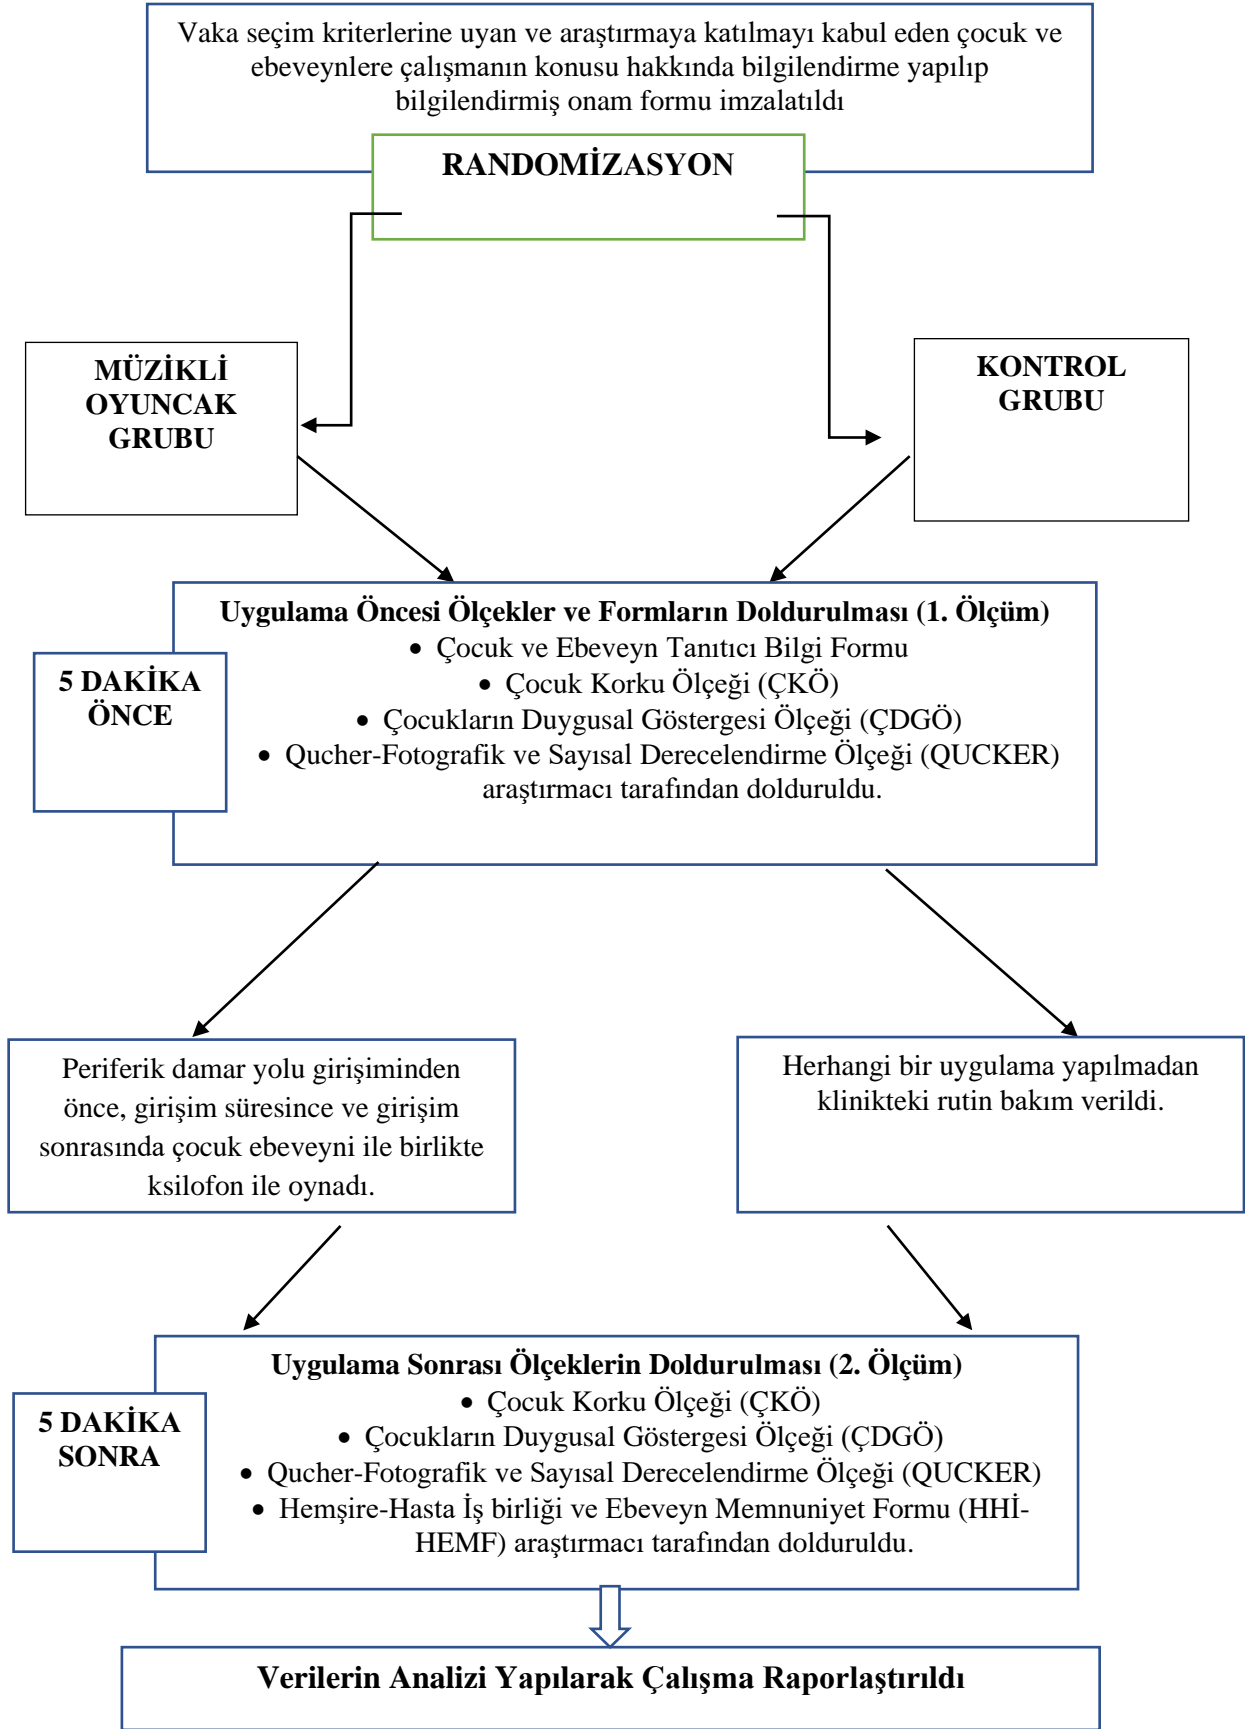 Vaka seçim kriterlerine uyan ve araştırmaya katılmayı kabul eden çocuk ve
ebeveynlere çalışmanın konusu hakkında bilgilendirme yapılıp
bilgilendirmiş onam formu imzalatıldı
RANDOMİZASYON
MÜZİKLİ
OYUNCAK
GRUBU
KONTROL
GRUBU
Uygulama Öncesi Ölçekler ve Formların Doldurulması (1. Ölçüm)
• Çocuk ve Ebeveyn Tanıtıcı Bilgi Formu
• Çocuk Korku Ölçeği (ÇKÖ)
• Çocukların Duygusal Göstergesi Ölçeği (ÇDGÖ)
• Qucher-Fotografik ve Sayısal Derecelendirme Ölçeği (QUCKER)
araştırmacı tarafından dolduruldu.
5 DAKİKA
ÖNCE
Periferik damar yolu girişiminden
önce, girişim süresince ve girişim
sonrasında çocuk ebeveyni ile birlikte
ksilofon ile oynadı.
Herhangi bir uygulama yapılmadan
klinikteki rutin bakım verildi.
Uygulama Sonrası Ölçeklerin Doldurulması (2. Ölçüm)
• Çocuk Korku Ölçeği (ÇKÖ)
• Çocukların Duygusal Göstergesi Ölçeği (ÇDGÖ)
• Qucher-Fotografik ve Sayısal Derecelendirme Ölçeği (QUCKER)
• Hemşire-Hasta İş birliği ve Ebeveyn Memnuniyet Formu (HHİ-
HEMF) araştırmacı tarafından dolduruldu.
5 DAKİKA
SONRA
Verilerin Analizi Yapılarak Çalışma Raporlaştırıldı